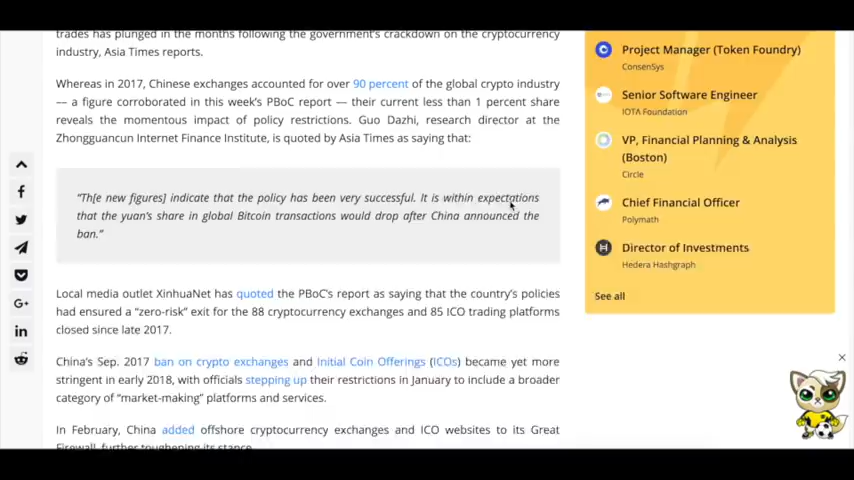 trades has plunged in the months following the government's crackdown on the cryptocurrency
industry, Asia Times reports.
Whereas in 2017, Chinese exchanges accounted for over 90 percent of the global crypto industry
— a figure corroborated in this week's PBoC report — their current less than 1 percent share
reveals the momentous impact of policy restrictions. Guo Dazhi, research director at the
Zhongguancun Internet Finance Institute, is quoted by Asia Times as saying that:
“Th[e new figures] indicate that the policy has been very successful. It is within expectations
that the yuan's share in global Bitcoin transactions would drop after China announced the
ban.”
Local media outlet XinhuaNet has quoted the PBoC's report as saying that the country's policies
had ensured a “zero-risk” exit for the 88 cryptocurrency exchanges and 85 ICO trading platforms
closed since late 2017.
China's Sep. 2017 ban on crypto exchanges and Initial Coin Offerings (ICOs) became yet more
stringent in early 2018, with officials stepping up their restrictions in January to include a broader
category of “market-making” platforms and services.
In February, China added offshore cryptocurrency exchanges and ICO websites to its Great
Firewall, further toughening its stance.
Project Manager (Token Foundry)
ConsenSys
Senior Software Engineer
IOTA Foundation
VP, Financial Planning & Analysis
(Boston)
Circle
Chief Financial Officer
Polymath
Director of Investments
Hedera Hashgraph
See all